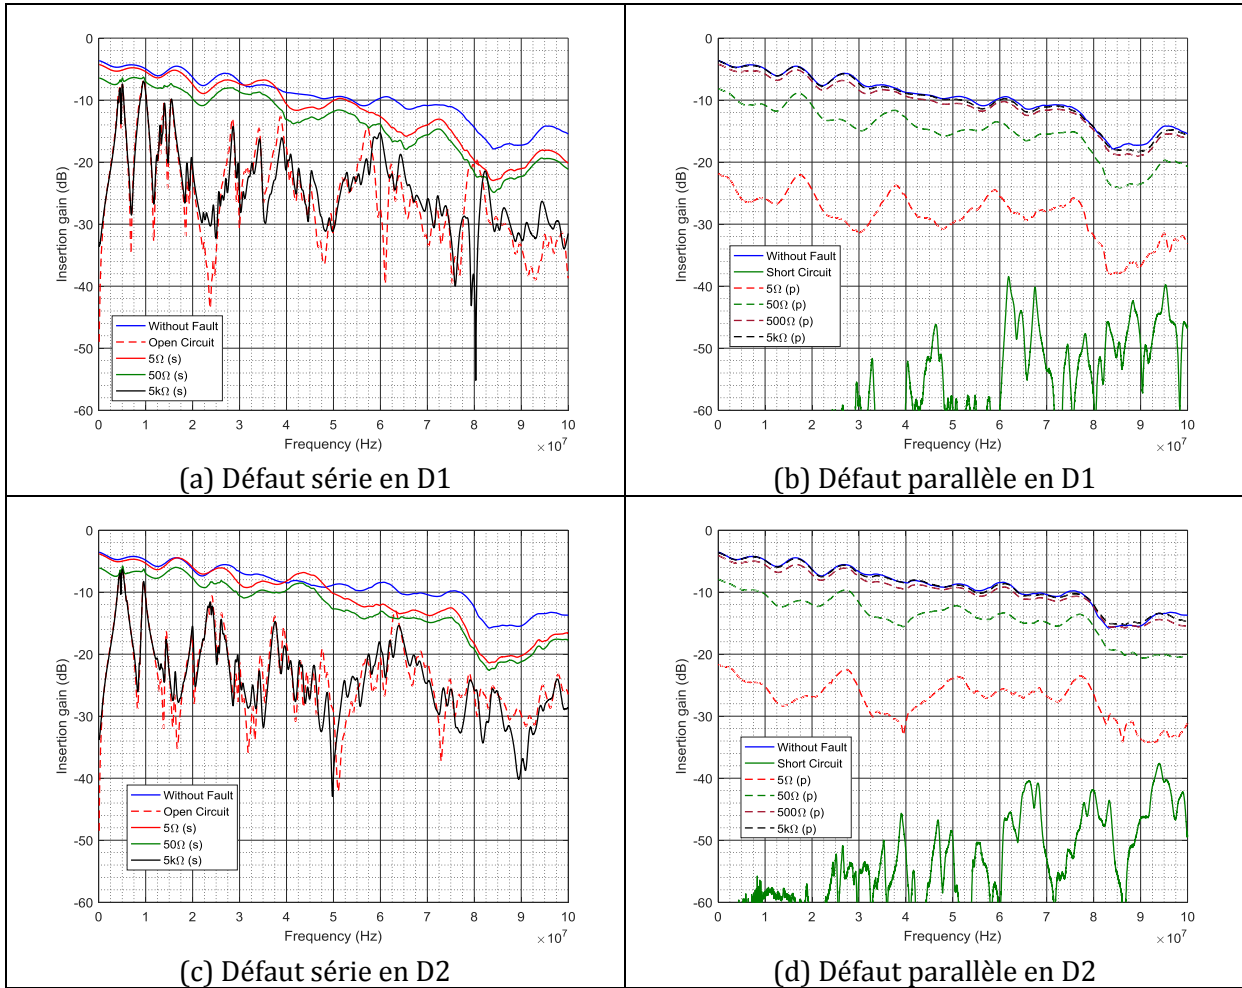 0
-10
-20
-30
-40
-50
-60
Insertion gain (dB)
Without Fault
Open Circuit
5Ω (s)
50Ω (s)
5kΩ (s)
0 1 2 3 4 5 6 7 8 9 10
Frequency (Hz)
× 10⁷
(a) Défaut série en D1
0
-10
-20
-30
-40
-50
-60
Insertion gain (dB)
Without Fault
Short Circuit
5Ω (p)
50Ω (p)
500Ω (p)
5kΩ (p)
0 1 2 3 4 5 6 7 8 9 10
Frequency (Hz)
× 10⁷
(b) Défaut parallèle en D1
0
-10
-20
-30
-40
-50
-60
Insertion gain (dB)
Without Fault
Open Circuit
5Ω (s)
50Ω (s)
5kΩ (s)
0 1 2 3 4 5 6 7 8 9 10
Frequency (Hz)
× 10⁷
(c) Défaut série en D2
0
-10
-20
-30
-40
-50
-60
Insertion gain (dB)
Without Fault
Short Circuit
5Ω (p)
50Ω (p)
500Ω (p)
5kΩ (p)
0 1 2 3 4 5 6 7 8 9 10
Frequency (Hz)
× 10⁷
(d) Défaut parallèle en D2